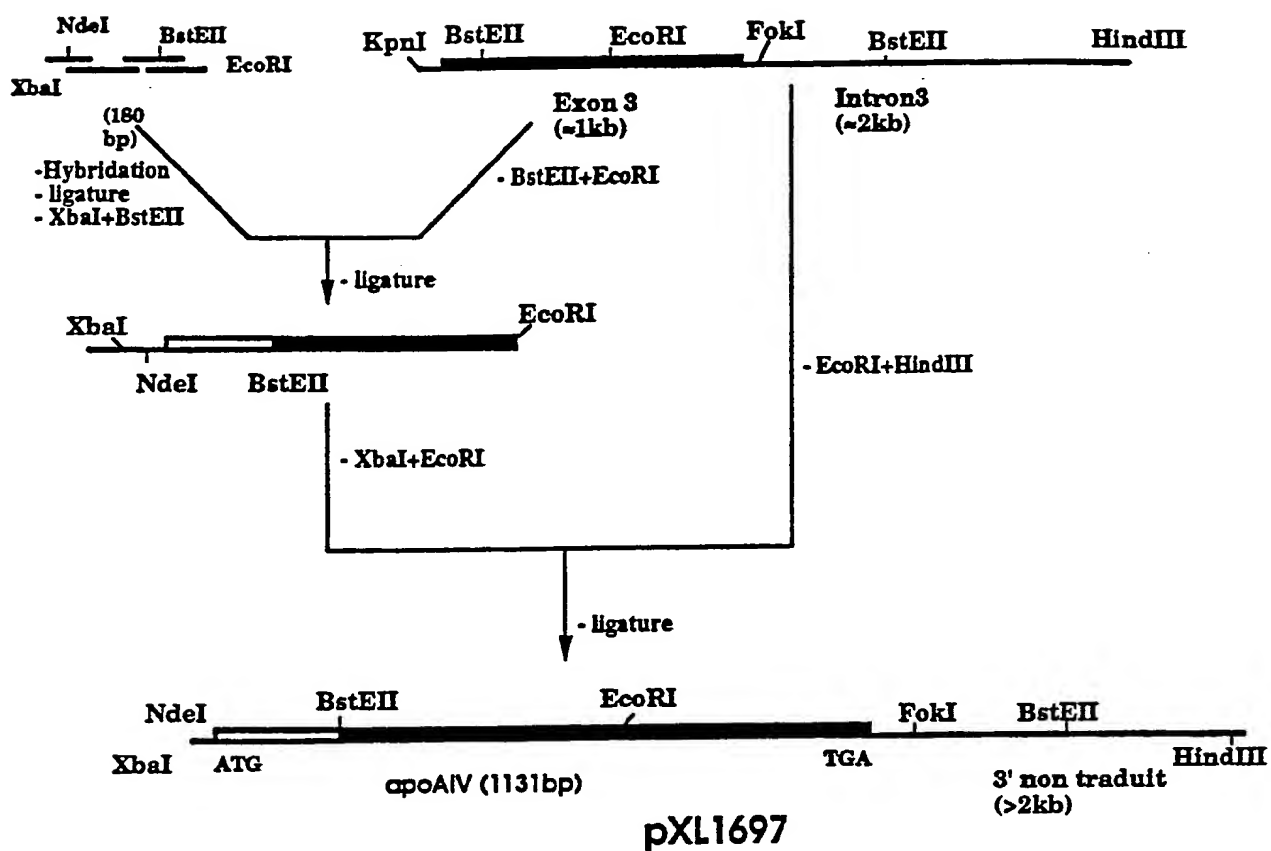 NdeI
BstEII
XbaI
EcoRI
KpnI
BstEII
EcoRI
FokI
BstEII
HindIII
(180
bp)
Exon 3
(≈1kb)
Intron3
(≈2kb)
-Hybridation
- ligature
- XbaI+BstEII
- BstEII+EcoRI
- ligature
XbaI
EcoRI
NdeI
BstEII
- EcoRI+HindIII
- XbaI+EcoRI
- ligature
NdeI
BstEII
EcoRI
FokI
BstEII
XbaI
ATG
TGA
HindIII
apoAIV (1131bp)
3' non traduit
(>2kb)
pXL1697